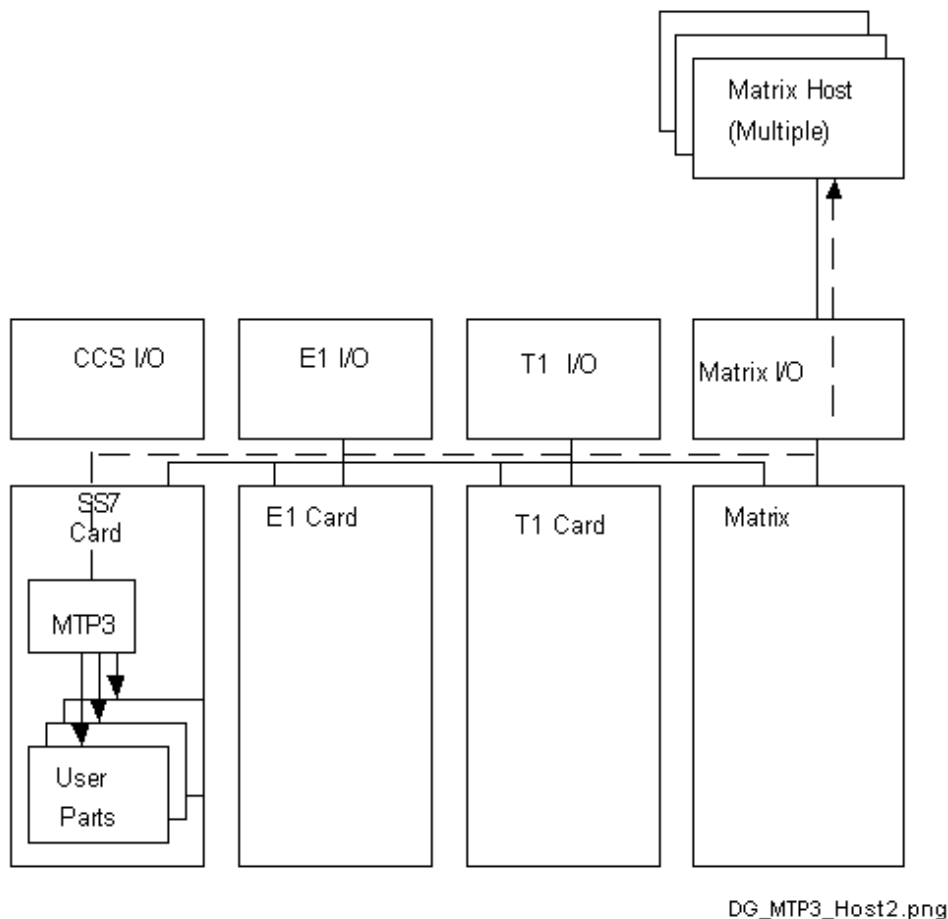 Matrix Host
(Multiple)
CCS I/O
E1 I/O
T1 I/O
Matrix I/O
SS7
Card
E1 Card
T1 Card
Matrix
MTP3
User
Parts
DG_MTP3_Host2.png